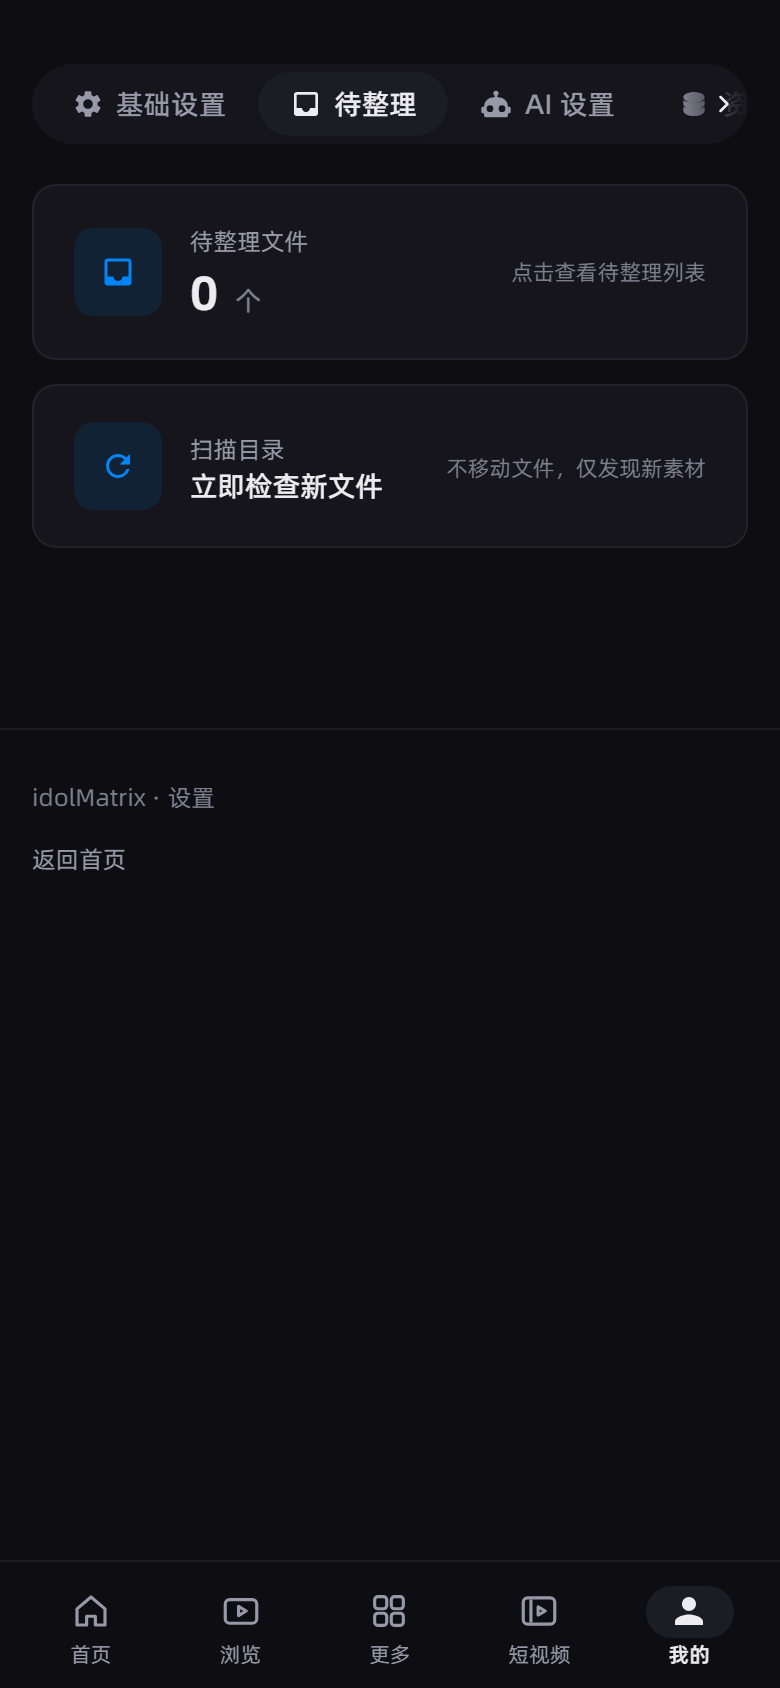 基础设置 待整理 AI 设置 资
待整理文件
0 个
点击查看待整理列表
扫描目录
立即检查新文件
不移动文件，仅发现新素材
idolMatrix · 设置
返回首页
首页 浏览 更多 短视频 我的